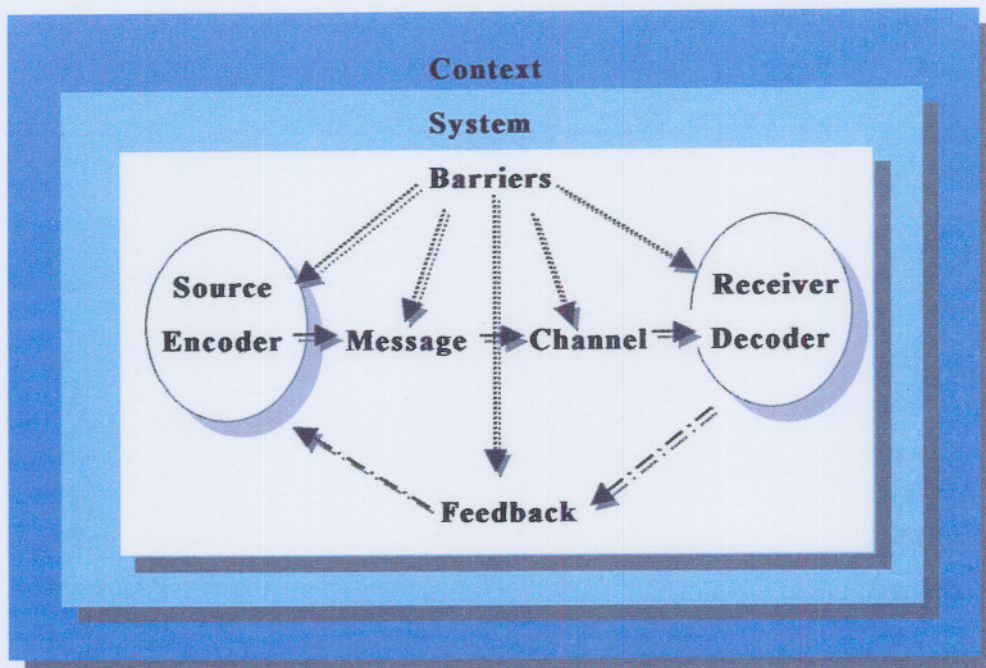 Context
System
Barriers
Source
Encoder
Message
Channel
Receiver
Decoder
Feedback